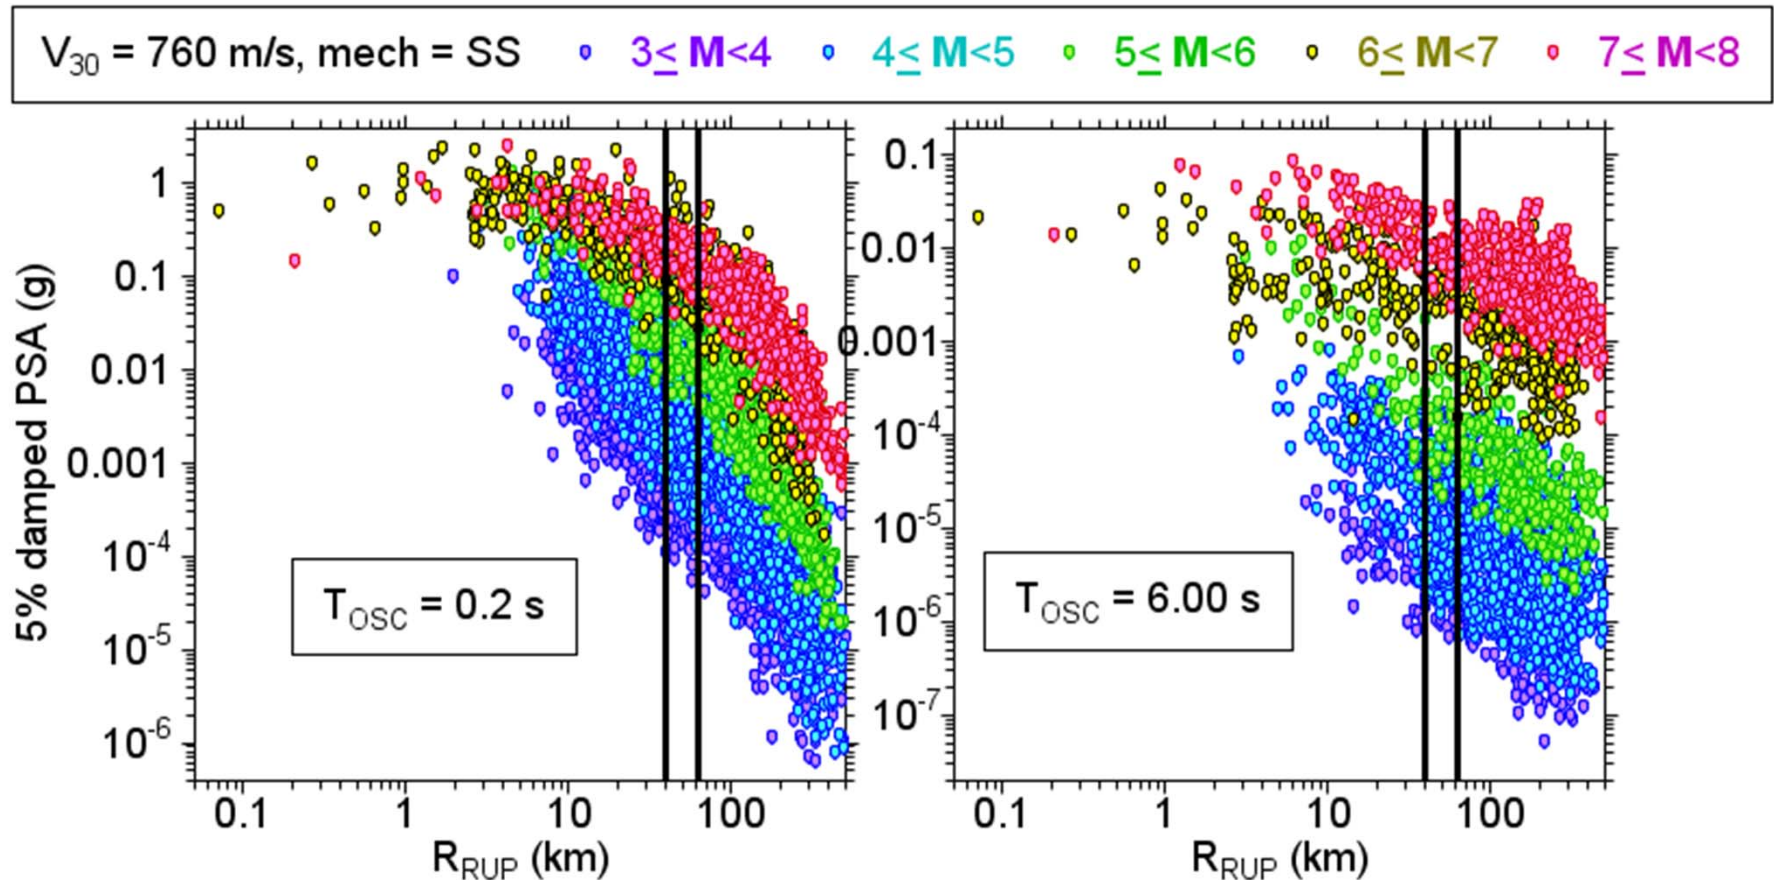 V30 = 760 m/s, mech = SS 3≤ M<4 4≤ M<5 5≤ M<6 6≤ M<7 7≤ M<8
5% damped PSA (g)
1
0.1
0.01
0.001
10-4
10-5
10-6
TOSC = 0.2 s
0.1 1 10 100
RRUP (km)
0.1
0.01
0.001
10-4
10-5
10-6
10-7
TOSC = 6.00 s
0.1 1 10 100
RRUP (km)